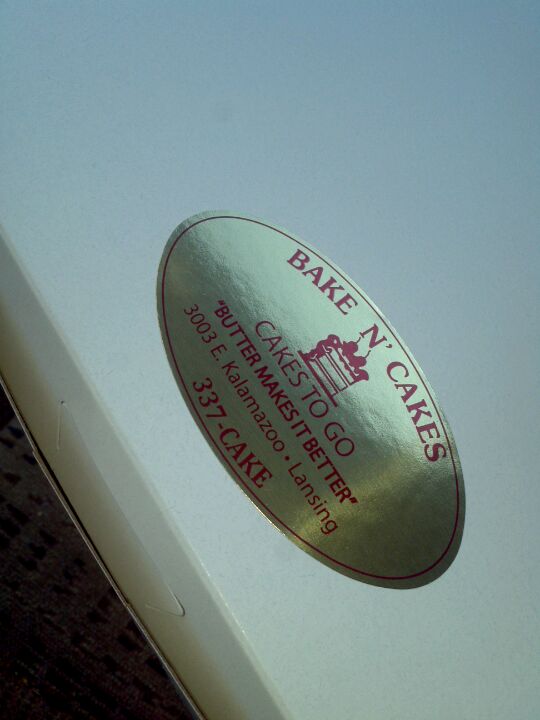 BAKE N' CAKES
CAKES TO GO
"BUTTER MAKES IT BETTER"
3003 E. Kalamazoo • Lansing
337-CAKE